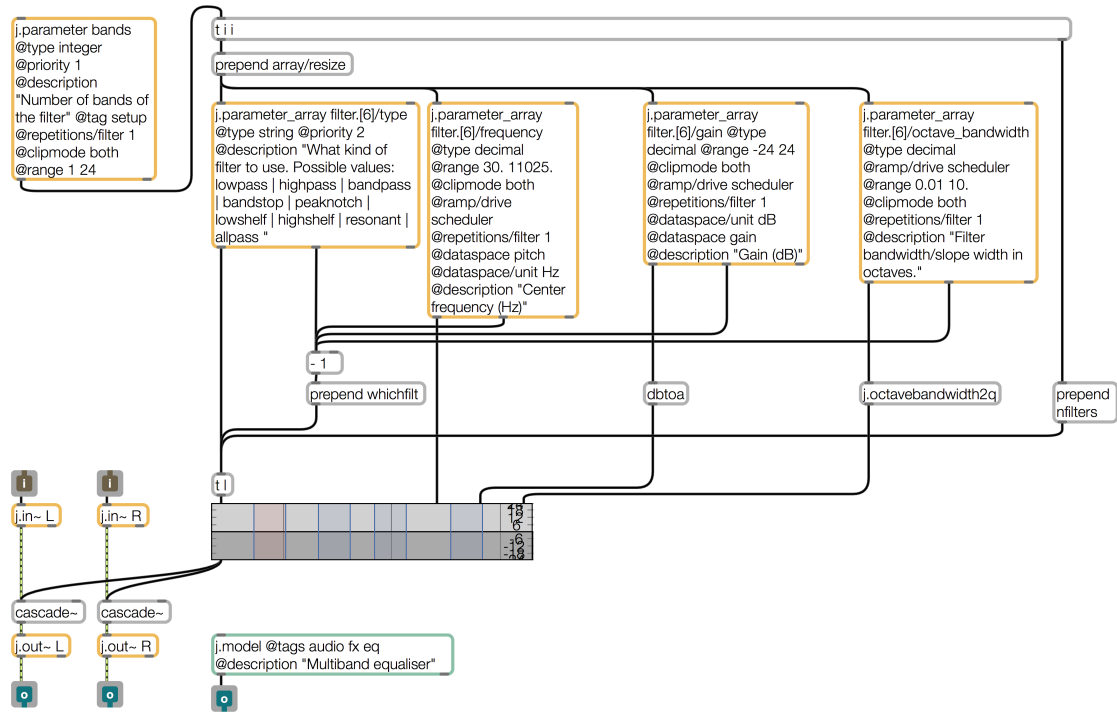 j.parameter bands
@type integer
@priority 1
@description
"Number of bands of
the filter" @tag setup
@repetitions/filter 1
@clipmode both
@range 1 24
t i i
prepend array/resize
j.parameter_array filter.[6]/type
@type string @priority 2
@description "What kind of
filter to use. Possible values:
lowpass | highpass | bandpass
| bandstop | peaknotch |
lowshelf | highshelf | resonant |
allpass "
j.parameter_array
filter.[6]/frequency
@type decimal
@range 30. 11025.
@clipmode both
@ramp/drive
scheduler
@repetitions/filter 1
@dataspace pitch
@dataspace/unit Hz
@description "Center
frequency (Hz)"
j.parameter_array
filter.[6]/gain @type
decimal @range -24 24
@clipmode both
@ramp/drive scheduler
@repetitions/filter 1
@dataspace/unit dB
@dataspace gain
@description "Gain (dB)"
j.parameter_array
filter.[6]/octave_bandwidth
@type decimal
@ramp/drive scheduler
@range 0.01 10.
@clipmode both
@repetitions/filter 1
@description "Filter
bandwidth/slope width in
octaves."
- 1
prepend whichfilt
dbtoa
j.octavebandwidth2q
prepend
nfilters
t l
i
i
j.in~ L
j.in~ R
cascade~
cascade~
j.out~ L
j.out~ R
o
o
j.model @tags audio fx eq
@description "Multiband equaliser"
o